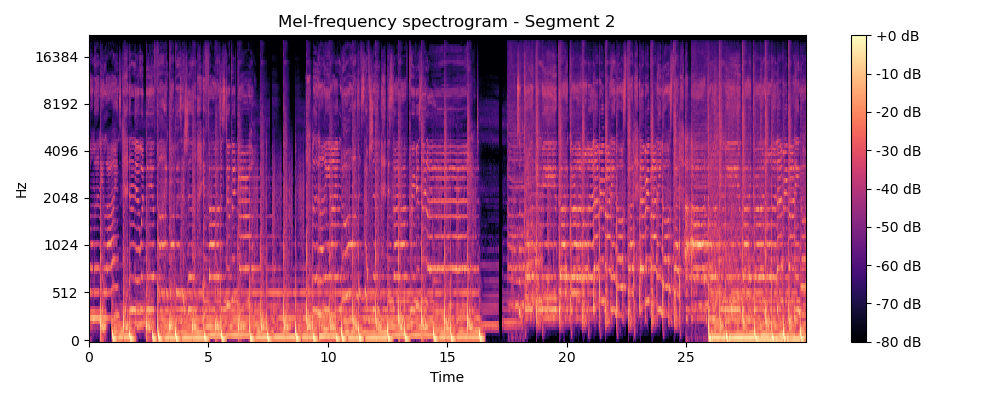 Mel-frequency spectrogram - Segment 2
16384
8192
4096
2048
1024
512
0
Hz
0 5 10 15 20 25
Time
+0 dB
-10 dB
-20 dB
-30 dB
-40 dB
-50 dB
-60 dB
-70 dB
-80 dB